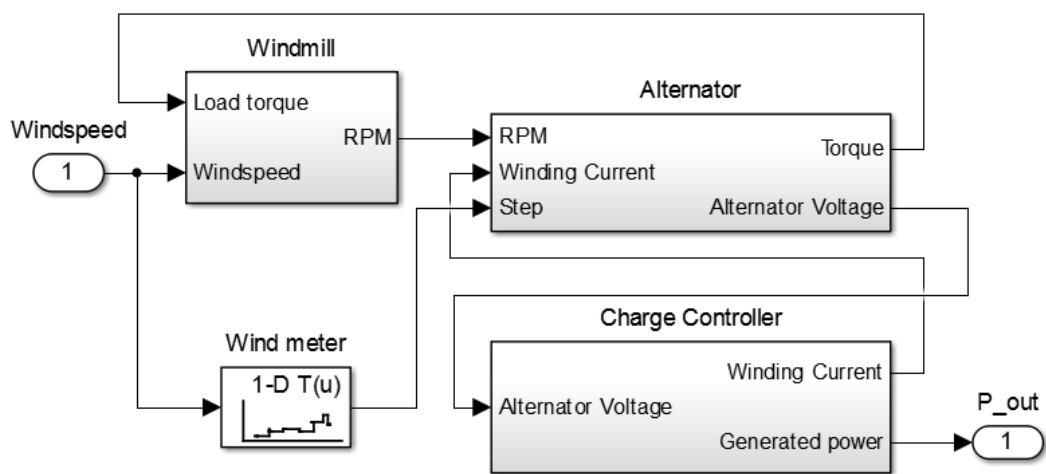 Windmill
Load torque
RPM
Windspeed
Windspeed
1
Alternator
RPM
Winding Current
Step
Torque
Alternator Voltage
Wind meter
1-D T(u)
Charge Controller
Alternator Voltage
Winding Current
Generated power
P_out
1